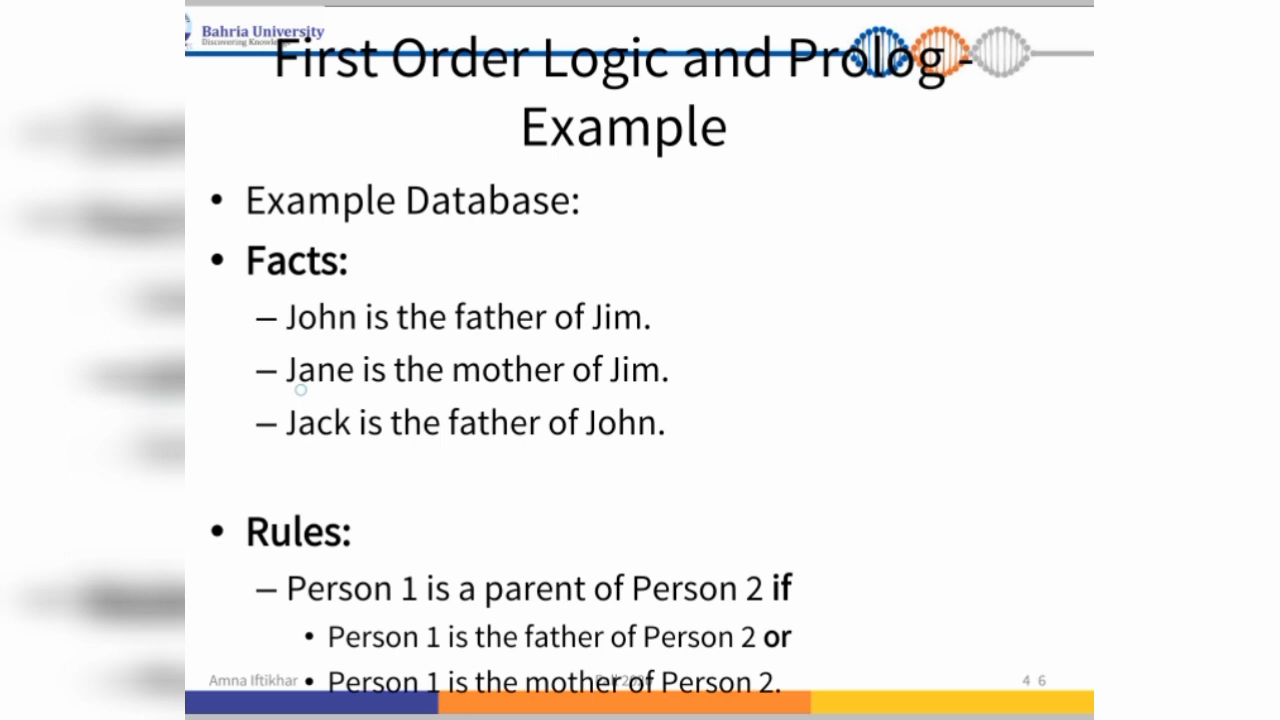 Bahria University
Discovering Knowledge
First Order Logic and Prolog -
Example
• Example Database:
• Facts:
– John is the father of Jim.
– Jane is the mother of Jim.
– Jack is the father of John.
• Rules:
– Person 1 is a parent of Person 2 if
• Person 1 is the father of Person 2 or
• Person 1 is the mother of Person 2.
Amna Iftikhar
4 6